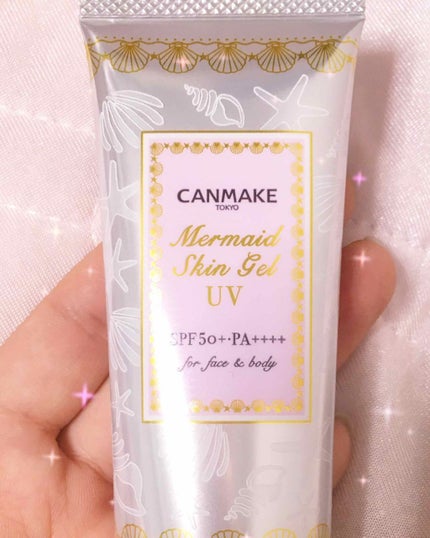 CANMAKE
TOKYO
Mermaid
Skin Gel
UV
SPF50+·PA++++
for face & body